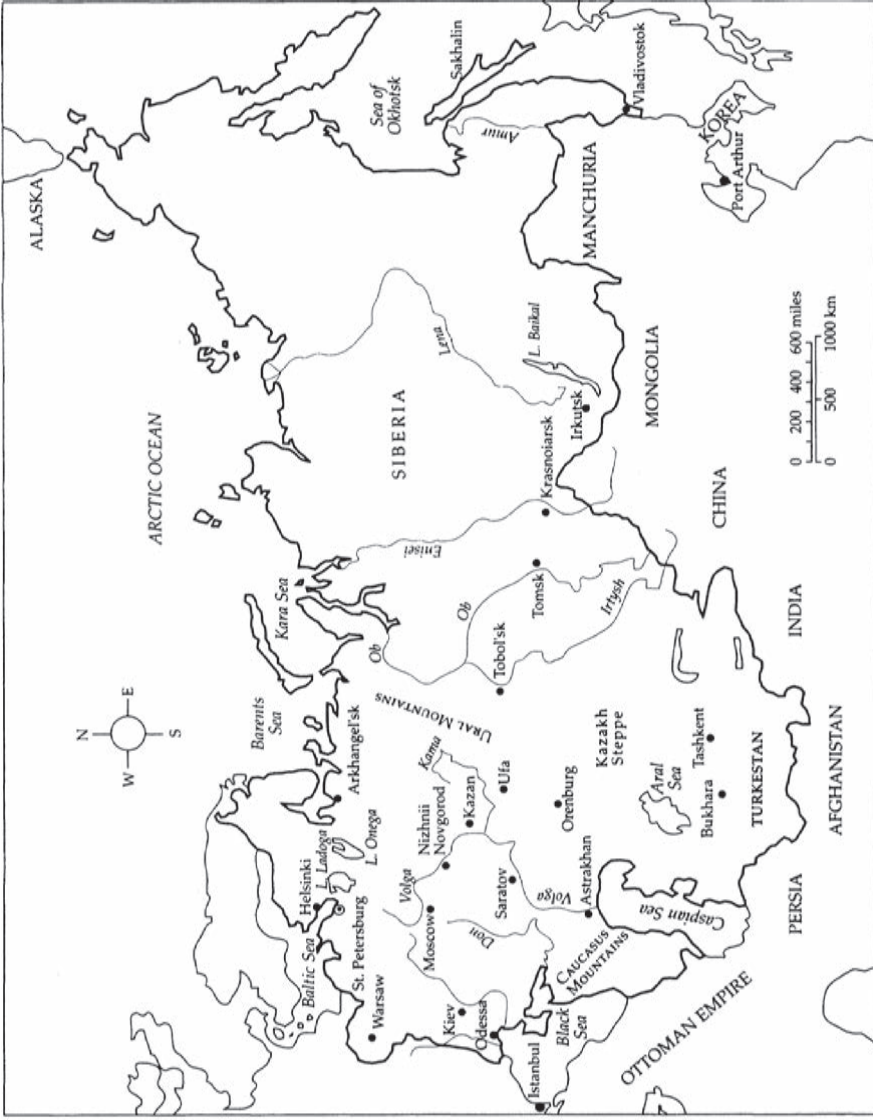 N
W
E
S
ALASKA
ARCTIC OCEAN
Barents
Sea
Kara Sea
Sea of
Okhotsk
Sakhalin
Amur
Lena
SIBERIA
Enisei
Ob
Ob
Irtysh
L. Baikal
Irkutsk
Krasnoiarsk
Tomsk
Tobol'sk
URAL MOUNTAINS
Arkhangel'sk
L. Onega
L. Ladoga
Helsinki
Baltic Sea
St. Petersburg
Warsaw
Kama
Nizhnii
Novgorod
Kazan
Ufa
Volga
Moscow
Saratov
Volga
Don
Orenburg
Kazakh
Steppe
Kiev
Odessa
Astrakhan
Aral
Sea
Tashkent
Bukhara
TURKESTAN
Caspian Sea
CAUCASUS
MOUNTAINS
Black
Sea
Istanbul
OTTOMAN EMPIRE
PERSIA
AFGHANISTAN
INDIA
CHINA
MONGOLIA
MANCHURIA
Vladivostok
KOREA
Port Arthur
0 200 400 600 miles
0 500 1000 km